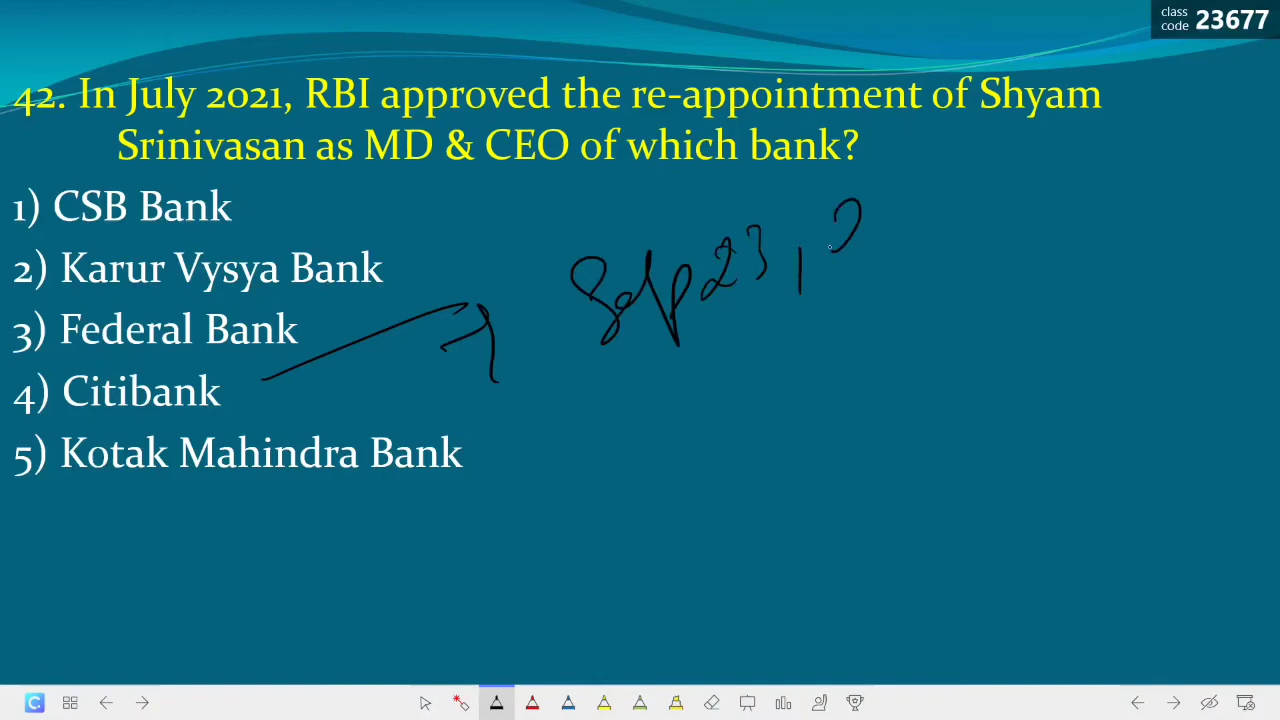 class code 23677
42. In July 2021, RBI approved the re-appointment of Shyam
Srinivasan as MD & CEO of which bank?
1) CSB Bank
2) Karur Vysya Bank
3) Federal Bank
4) Citibank
5) Kotak Mahindra Bank
23,